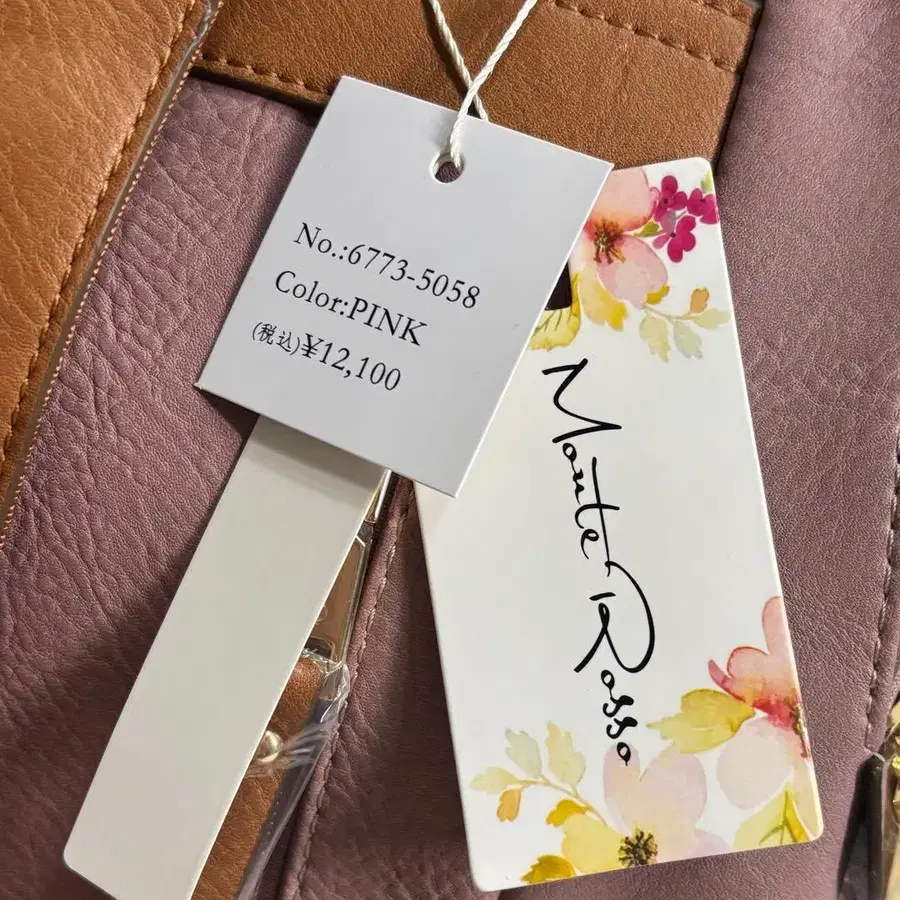 No.:6773-5058
Color:PINK
(税込)¥12,100
Monte Rosso